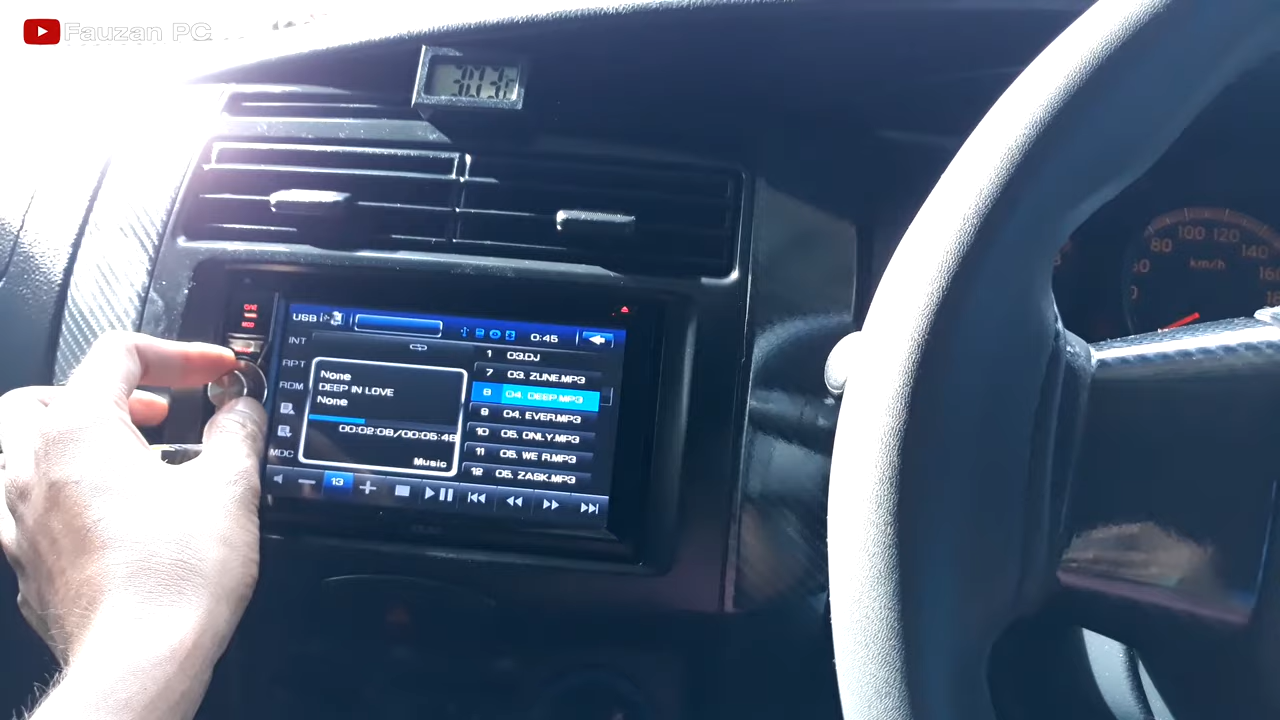 Fauzan PC
USB
0:45
INT
RPT
RDM
MDC
None
DEEP IN LOVE
None
00:02:08/00:05:48
Music
1 03.DJ
7 03. ZUNE.MP3
8 04. DEEP.MP3
9 04. EVER.MP3
10 05. ONLY.MP3
11 05. WE R.MP3
12 05. ZASK.MP3
13
80 100 120 140 160
km/h